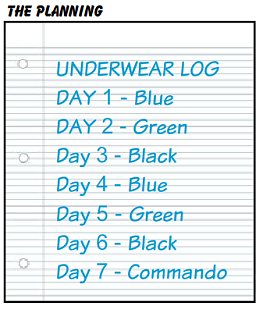 THE PLANNING
UNDERWEAR LOG
DAY 1 - Blue
DAY 2 - Green
Day 3 - Black
Day 4 - Blue
Day 5 - Green
Day 6 - Black
Day 7 - Commando